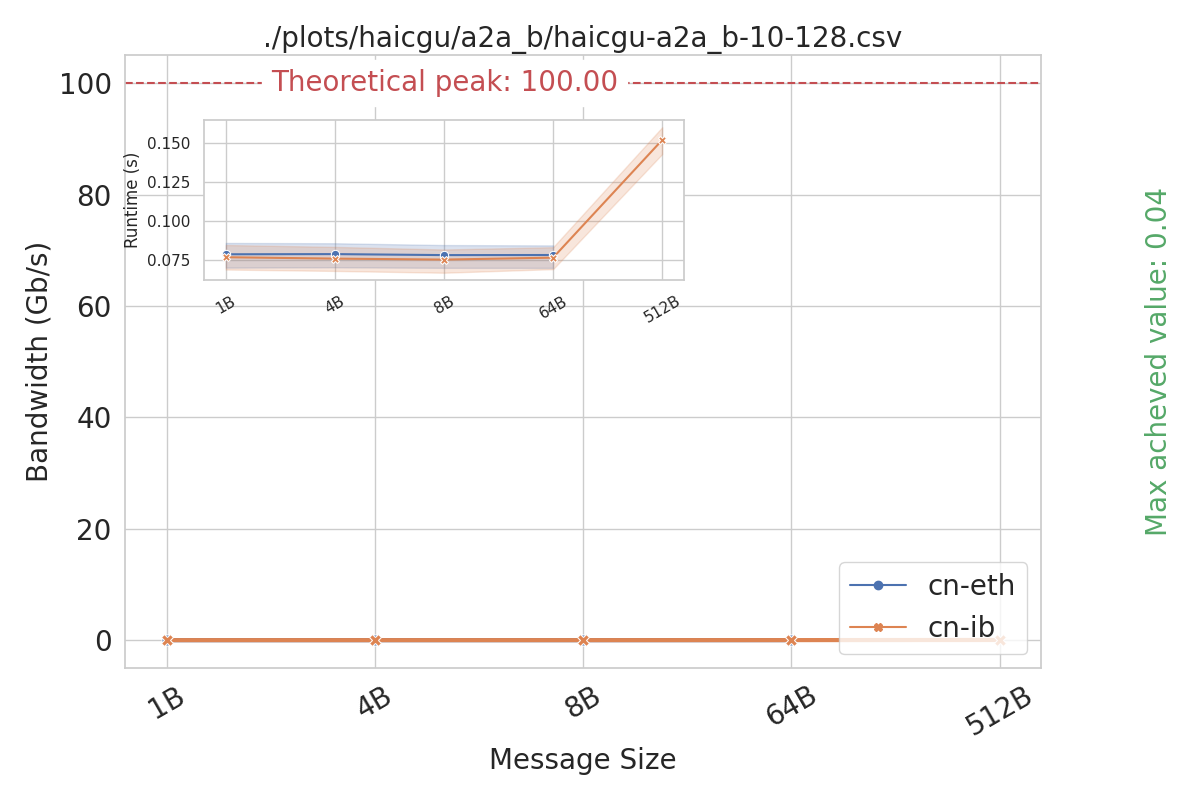 ./plots/haicgu/a2a_b/haicgu-a2a_b-10-128.csv
100
Theoretical peak: 100.00
80
60
40
20
0
Bandwidth (Gb/s)
0.150
0.125
0.100
0.075
Runtime (s)
1B
4B
8B
64B
512B
cn-eth
cn-ib
1B
4B
8B
64B
512B
Message Size
Max acheved value: 0.04